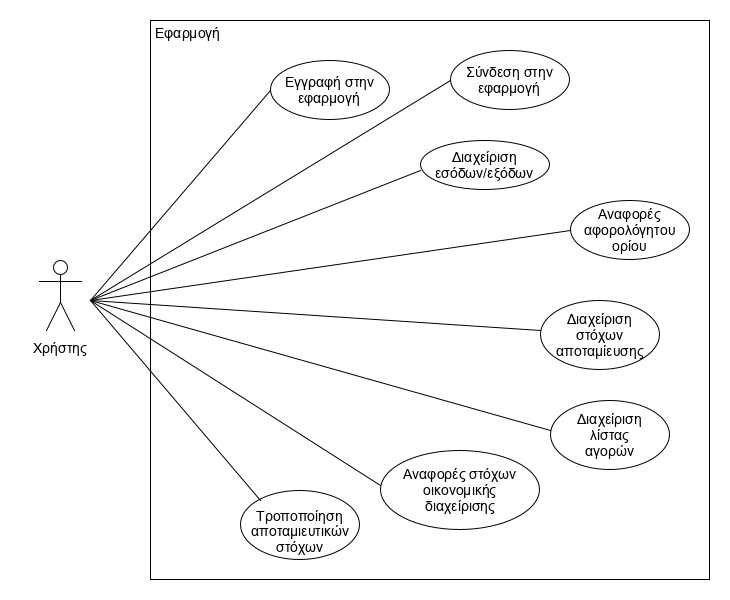 Εφαρμογή
Εγγραφή στην
εφαρμογή
Σύνδεση στην
εφαρμογή
Διαχείριση
εσόδων/εξόδων
Αναφορές
αφορολόγητου
ορίου
Διαχείριση
στόχων
αποταμίευσης
Χρήστης
Διαχείριση
λίστας
αγορών
Αναφορές στόχων
οικονομικής
διαχείρισης
Τροποποίηση
αποταμιευτικών
στόχων